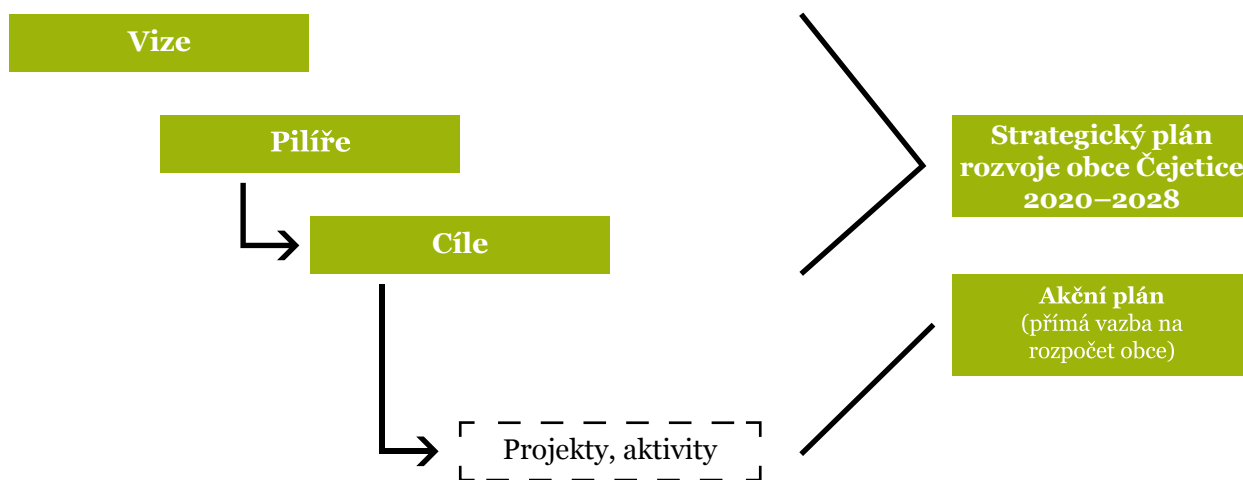 Vize
Pilíře
Cíle
Projekty, aktivity
Strategický plán
rozvoje obce Čejetice
2020–2028
Akční plán
(přímá vazba na
rozpočet obce)